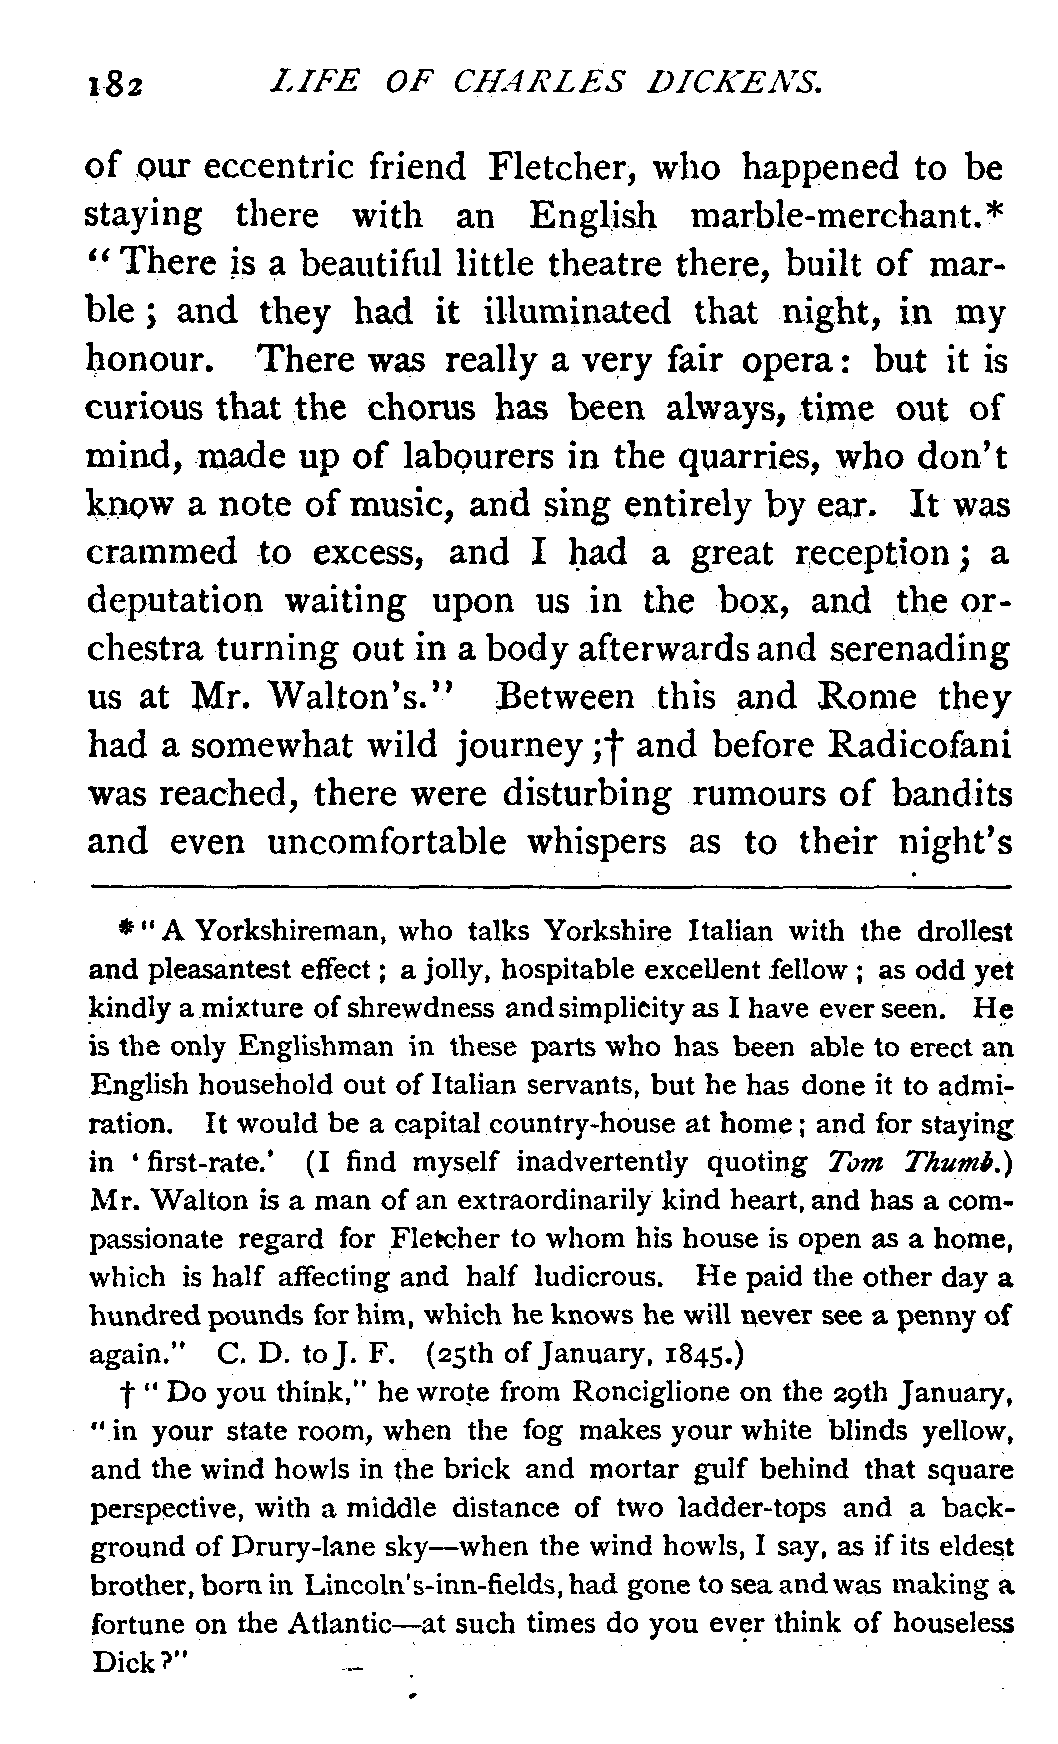 182 LIFE OF CHARLES DICKENS.
of our eccentric friend Fletcher, who happened to be
staying there with an English marble-merchant.*
“There is a beautiful little theatre there, built of mar-
ble; and they had it illuminated that night, in my
honour. There was really a very fair opera: but it is
curious that the chorus has been always, time out of
mind, made up of labourers in the quarries, who don't
know a note of music, and sing entirely by ear. It was
crammed to excess, and I had a great reception; a
deputation waiting upon us in the box, and the or-
chestra turning out in a body afterwards and serenading
us at Mr. Walton's.” Between this and Rome they
had a somewhat wild journey;† and before Radicofani
was reached, there were disturbing rumours of bandits
and even uncomfortable whispers as to their night's
* “A Yorkshireman, who talks Yorkshire Italian with the drollest
and pleasantest effect; a jolly, hospitable excellent fellow; as odd yet
kindly a mixture of shrewdness and simplicity as I have ever seen. He
is the only Englishman in these parts who has been able to erect an
English household out of Italian servants, but he has done it to admi-
ration. It would be a capital country-house at home; and for staying
in ‘first-rate.’ (I find myself inadvertently quoting Tom Thumb.)
Mr. Walton is a man of an extraordinarily kind heart, and has a com-
passionate regard for Fletcher to whom his house is open as a home,
which is half affecting and half ludicrous. He paid the other day a
hundred pounds for him, which he knows he will never see a penny of
again.” C. D. to J. F. (25th of January, 1845.)
† “Do you think,” he wrote from Ronciglione on the 29th January,
“in your state room, when the fog makes your white blinds yellow,
and the wind howls in the brick and mortar gulf behind that square
perspective, with a middle distance of two ladder-tops and a back-
ground of Drury-lane sky—when the wind howls, I say, as if its eldest
brother, born in Lincoln's-inn-fields, had gone to sea and was making a
fortune on the Atlantic—at such times do you ever think of houseless
Dick?”